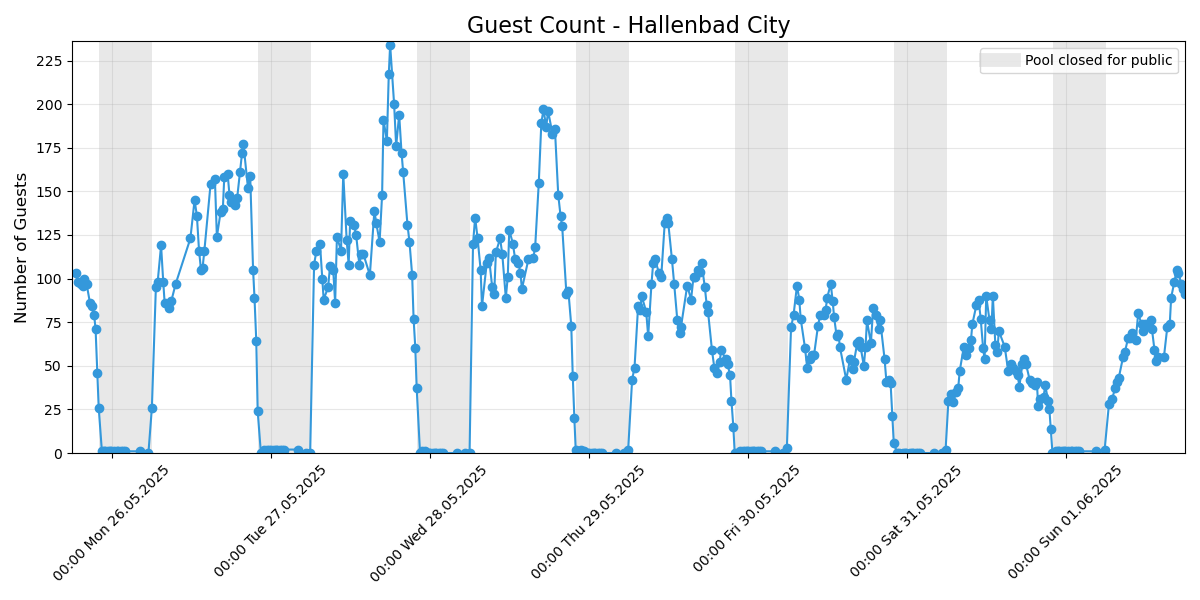 Guest Count - Hallenbad City
Pool closed for public
Number of Guests
225
200
175
150
125
100
75
50
25
0
00:00 Mon 26.05.2025
00:00 Tue 27.05.2025
00:00 Wed 28.05.2025
00:00 Thu 29.05.2025
00:00 Fri 30.05.2025
00:00 Sat 31.05.2025
00:00 Sun 01.06.2025